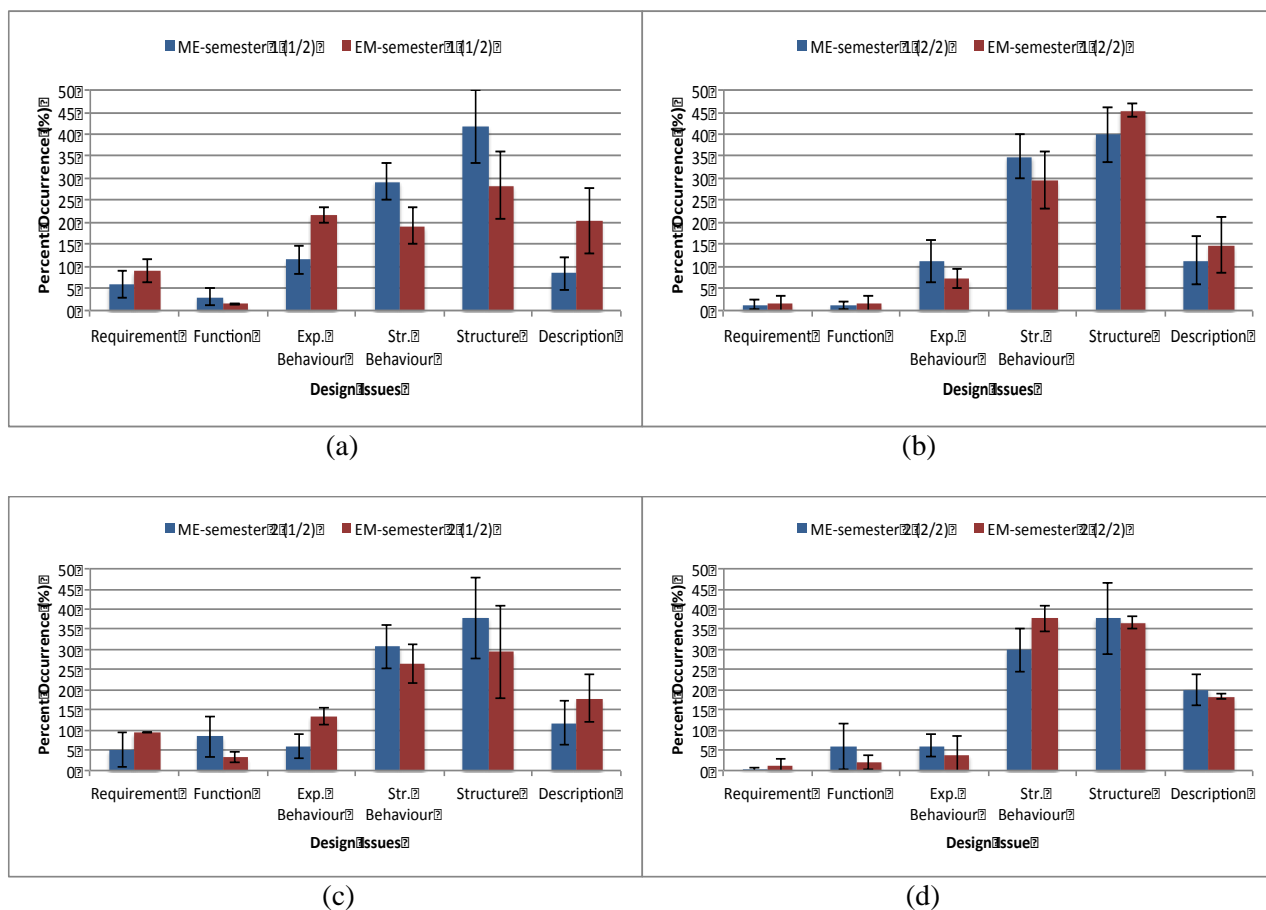 ME-semester 1 (1/2) EM-semester 1 (1/2)
Percent Occurrence (%)
50
45
40
35
30
25
20
15
10
5
0
Requirement Function Exp. Behaviour Str. Behaviour Structure Description
Design Issues
(a)
ME-semester 1 (2/2) EM-semester 1 (2/2)
Percent Occurrence (%)
50
45
40
35
30
25
20
15
10
5
0
Requirement Function Exp. Behaviour Str. Behaviour Structure Description
Design Issues
(b)
ME-semester 2 (1/2) EM-semester 2 (1/2)
Percent Occurrence (%)
50
45
40
35
30
25
20
15
10
5
0
Requirement Function Exp. Behaviour Str. Behaviour Structure Description
Design Issues
(c)
ME-semester 2 (2/2) EM-semester 2 (2/2)
Percent Occurrence (%)
50
45
40
35
30
25
20
15
10
5
0
Requirement Function Exp. Behaviour Str. Behaviour Structure Description
Design Issue
(d)